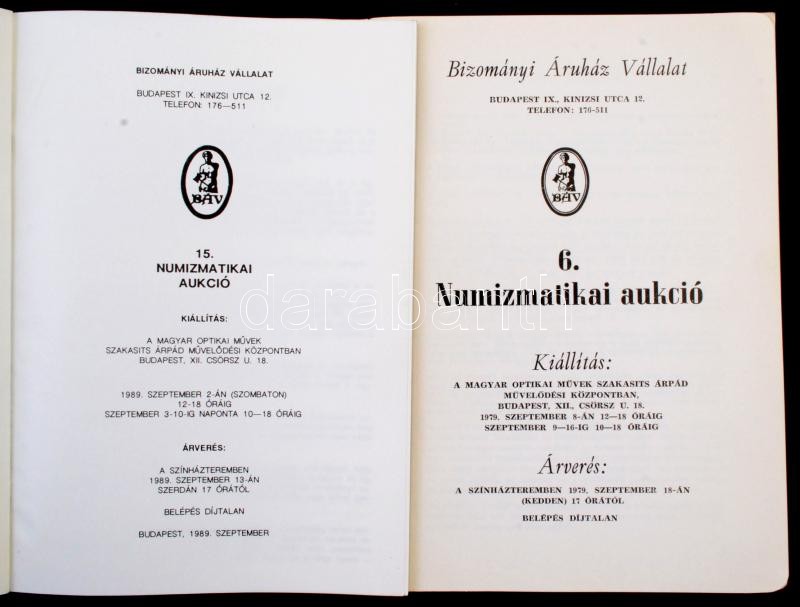 BIZOMÁNYI ÁRUHÁZ VÁLLALAT
BUDAPEST IX. KINIZSI UTCA 12.
TELEFON: 176—511
BÁV
15.
NUMIZMATIKAI
AUKCIÓ
KIÁLLÍTÁS:
A MAGYAR OPTIKAI MŰVEK
SZAKASITS ÁRPÁD MŰVELŐDÉSI KÖZPONTBAN
BUDAPEST, XII. CSÖRSZ U. 18.
1989. SZEPTEMBER 2-ÁN (SZOMBATON)
12-18 ÓRÁIG
SZEPTEMBER 3-10-IG NAPONTA 10—18 ÓRÁIG
ÁRVERÉS:
A SZÍNHÁZTEREMBEN
1989. SZEPTEMBER 13-ÁN
SZERDÁN 17 ÓRÁTÓL
BELÉPÉS DÍJTALAN
BUDAPEST, 1989. SZEPTEMBER
Bizományi Áruház Vállalat
BUDAPEST IX., KINIZSI UTCA 12.
TELEFON: 176-511
BÁV
6.
Numizmatikai aukció
Kiállítás:
A MAGYAR OPTIKAI MŰVEK SZAKASITS ÁRPÁD
MŰVELŐDÉSI KÖZPONTBAN,
BUDAPEST, XII., CSÖRSZ U. 18.
1979. SZEPTEMBER 8-ÁN 12—18 ÓRÁIG
SZEPTEMBER 9—16-IG 10—18 ÓRÁIG
Árverés:
A SZÍNHÁZTEREMBEN 1979. SZEPTEMBER 18-ÁN
(KEDDEN) 17 ÓRÁTÓL
BELÉPÉS DÍJTALAN
darabanth